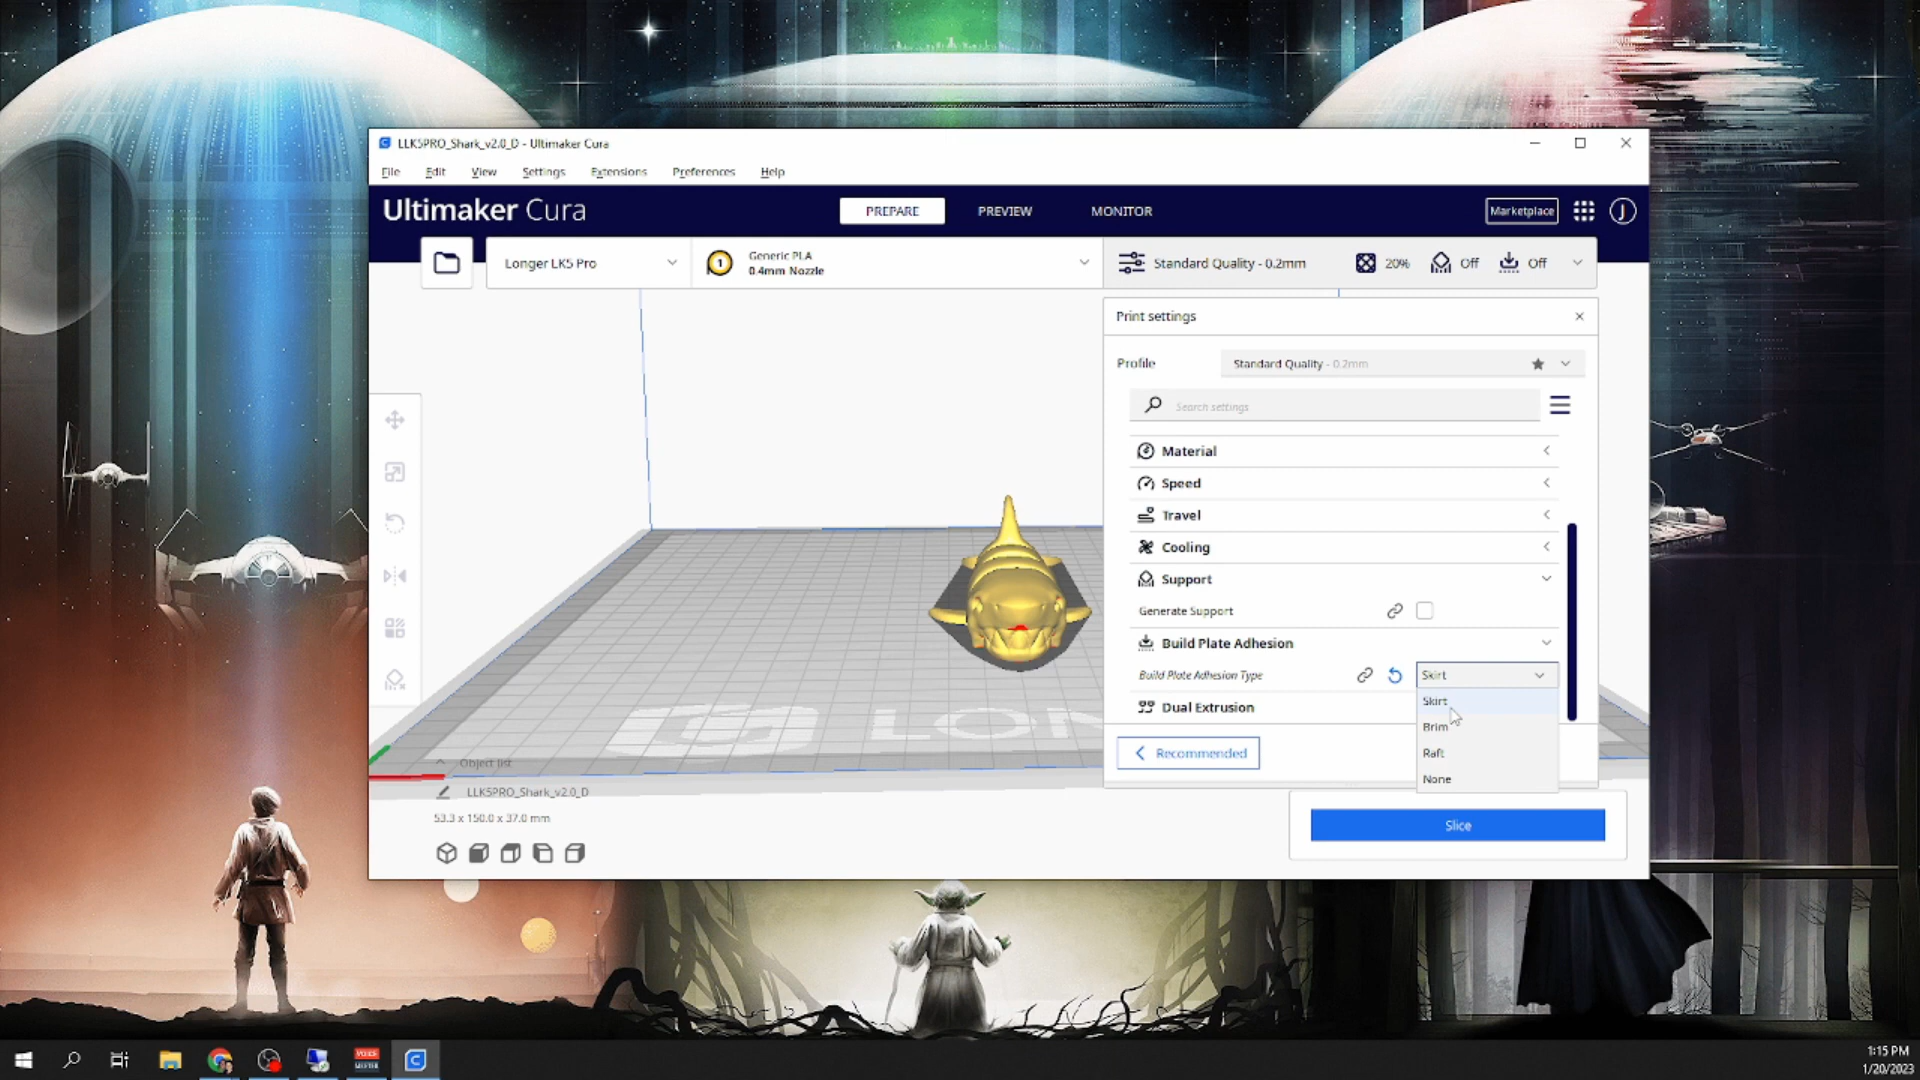 LLK5PRO_Shark_v2.0_D - Ultimaker Cura
File Edit View Settings Extensions Preferences Help
Ultimaker Cura
PREPARE PREVIEW MONITOR
Marketplace J
Longer LK5 Pro
1
Generic PLA
0.4mm Nozzle
Standard Quality - 0.2mm 20% Off Off
Print settings
Profile Standard Quality - 0.2mm
Search settings
Material
Speed
Travel
Cooling
Support
Generate Support
Build Plate Adhesion
Build Plate Adhesion Type Skirt
Skirt
Dual Extrusion
Brim
Raft
None
Recommended
LON
Object list
LLK5PRO_Shark_v2.0_D
53.3 x 150.0 x 37.0 mm
Slice
VOICE
MEETER
1:15 PM
1/20/2023